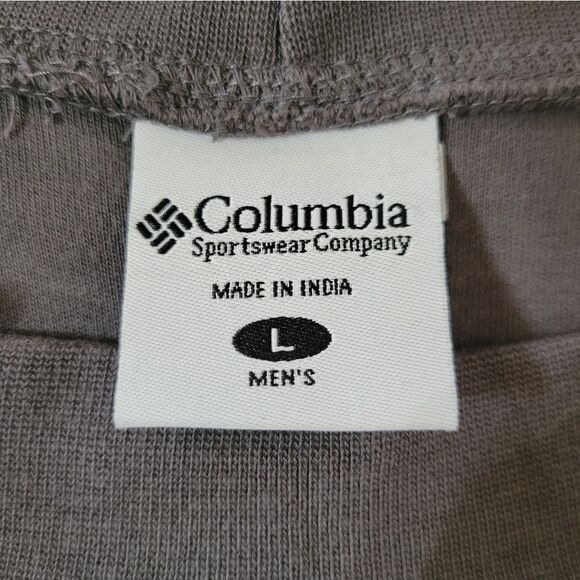 Columbia
Sportswear Company
MADE IN INDIA
L
MEN'S